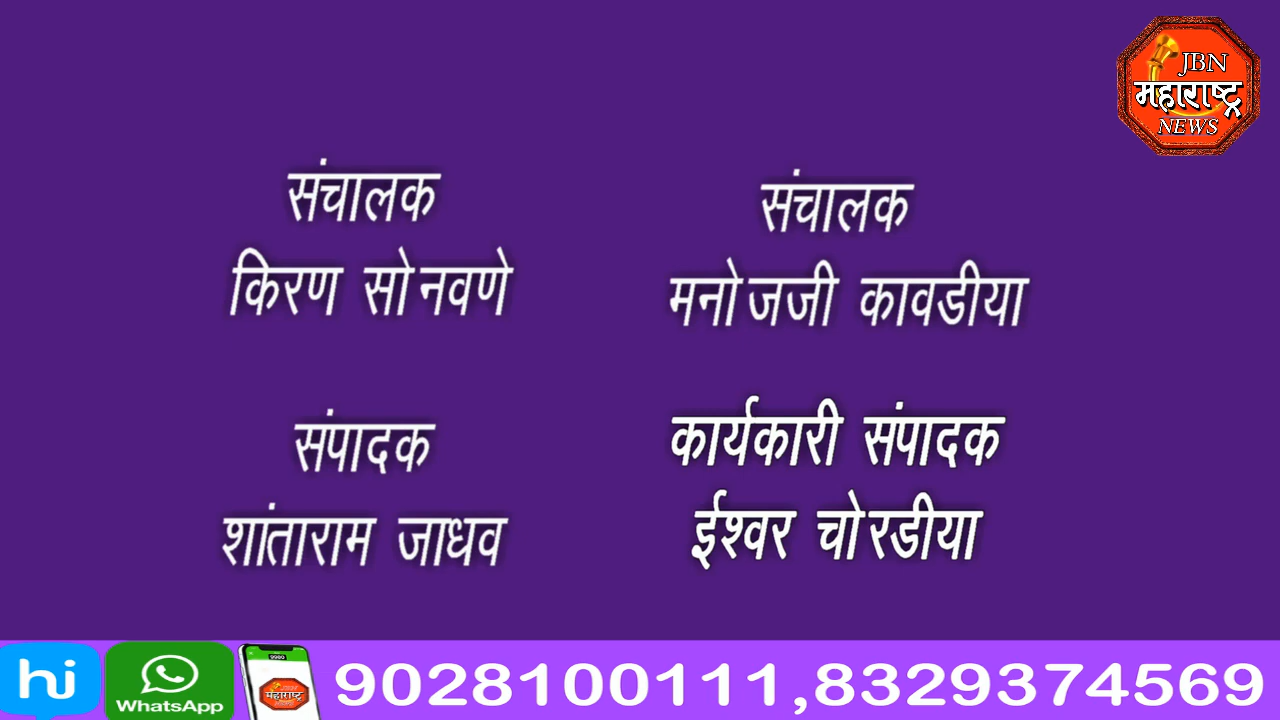 JBN
महाराष्ट्र
NEWS
संचालक
किरण सोनवणे
संचालक
मनोजजी कावडीया
संपादक
शांताराम जाधव
कार्यकारी संपादक
ईश्वर चोरडीया
hi
WhatsApp
महाराष्ट्र
9028100111,8329374569